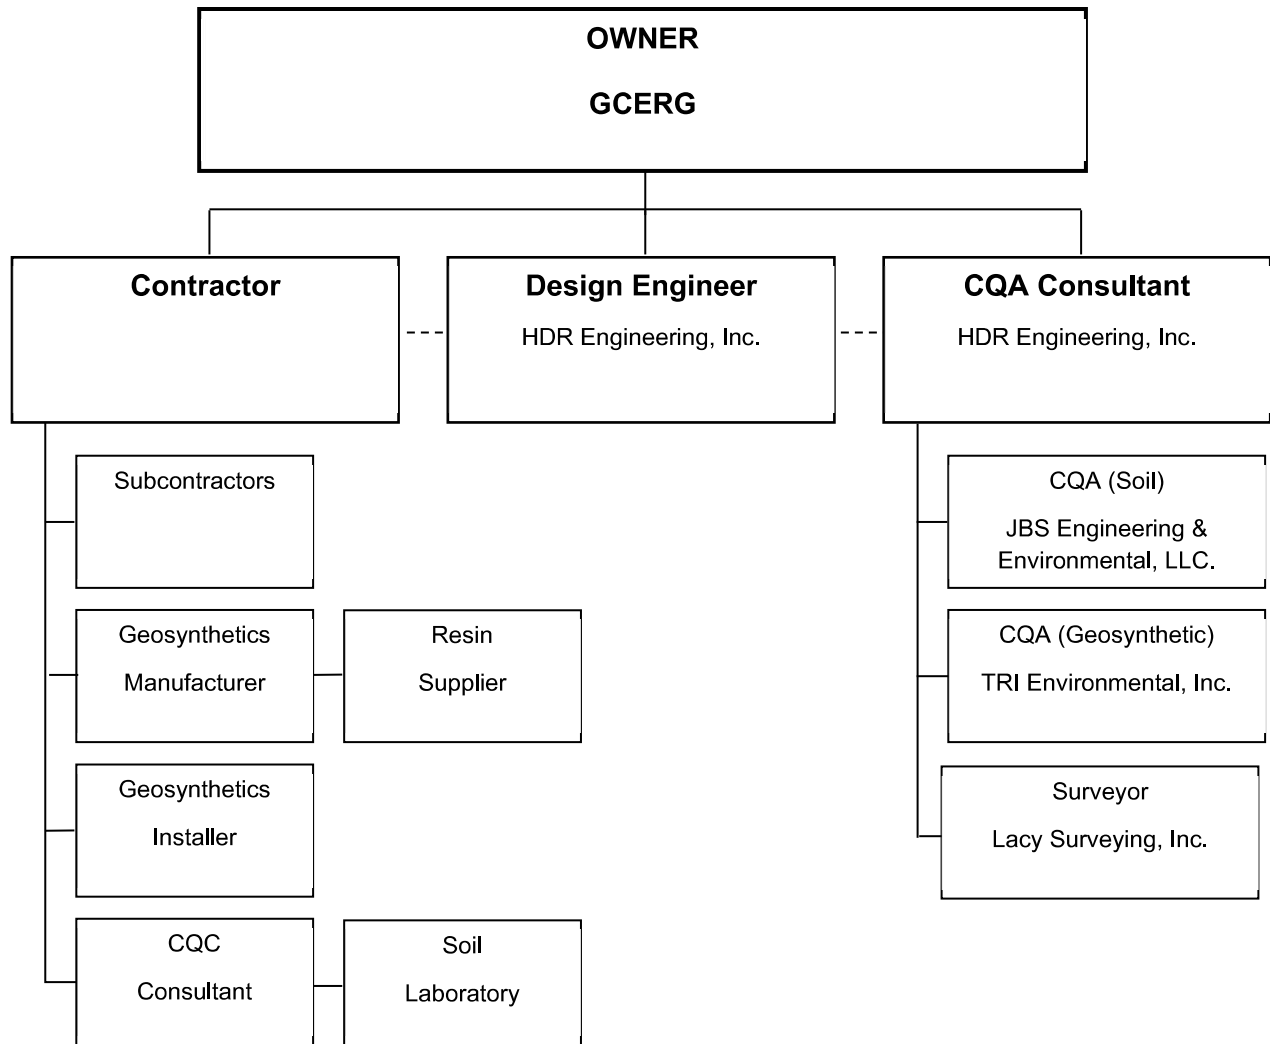 OWNER
GCERG
Contractor
Design Engineer
HDR Engineering, Inc.
CQA Consultant
HDR Engineering, Inc.
Subcontractors
Geosynthetics
Manufacturer
Resin
Supplier
Geosynthetics
Installer
CQC
Consultant
Soil
Laboratory
CQA (Soil)
JBS Engineering &
Environmental, LLC.
CQA (Geosynthetic)
TRI Environmental, Inc.
Surveyor
Lacy Surveying, Inc.